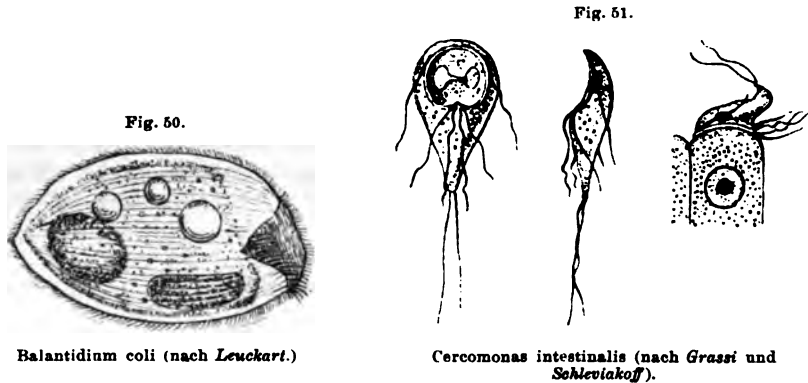 Fig. 50.
Balantidium coli (nach Leuckart.)
Fig. 51.
Cercomonas intestinalis (nach Grassi und
Schleviakoff).